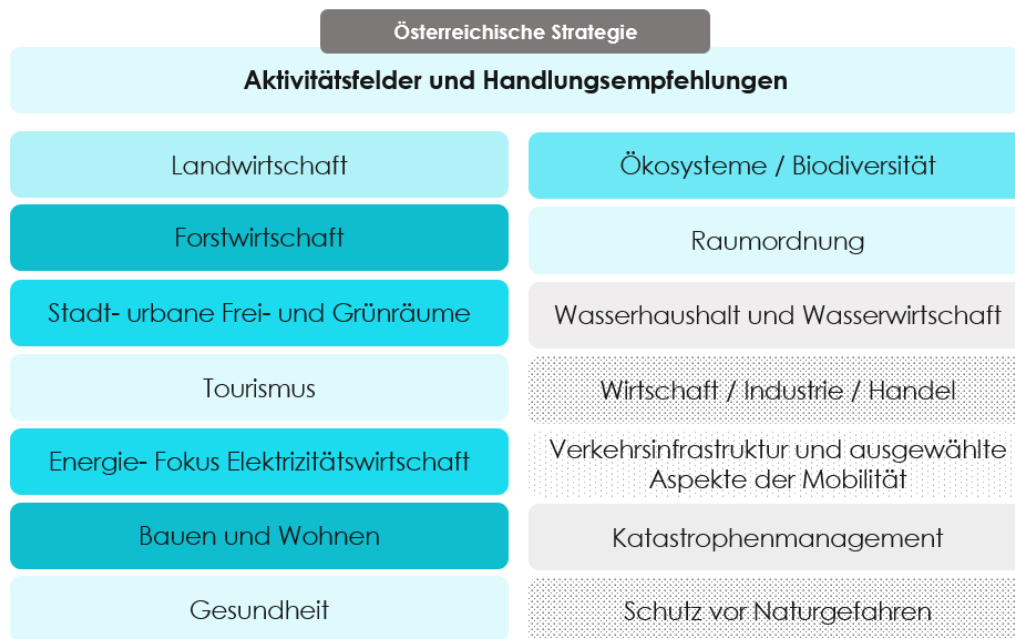 Österreichische Strategie
Aktivitätsfelder und Handlungsempfehlungen
Landwirtschaft
Forstwirtschaft
Stadt- urbane Frei- und Grünräume
Tourismus
Energie- Fokus Elektrizitätswirtschaft
Bauen und Wohnen
Gesundheit
Ökosysteme / Biodiversität
Raumordnung
Wasserhaushalt und Wasserwirtschaft
Wirtschaft / Industrie / Handel
Verkehrsinfrastruktur und ausgewählte
Aspekte der Mobilität
Katastrophenmanagement
Schutz vor Naturgefahren